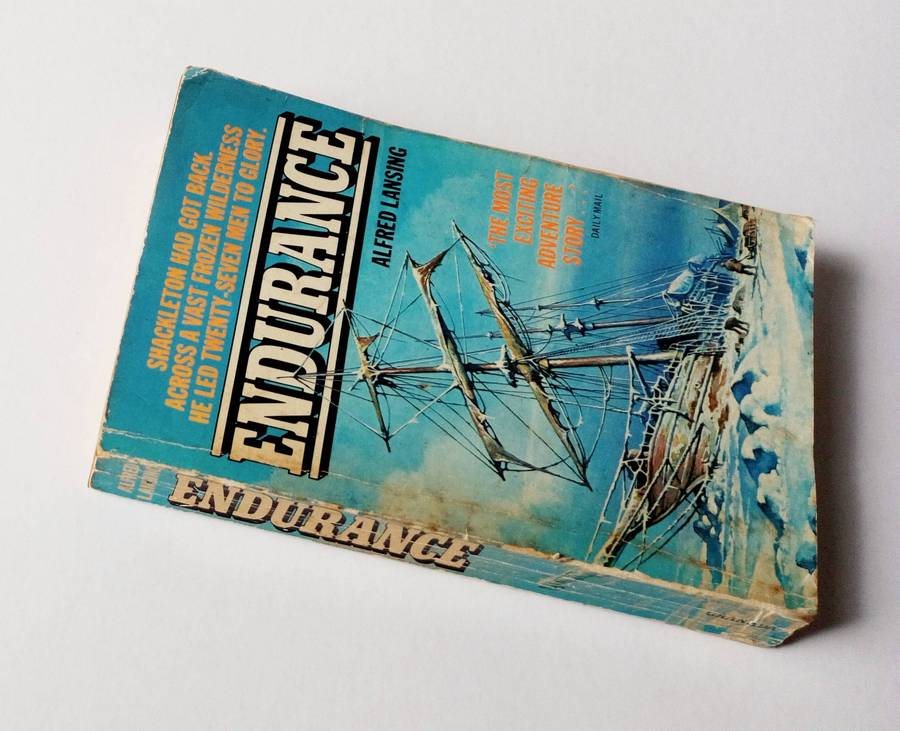 SHACKLETON HAD GOT BACK.
ACROSS A VAST FROZEN WILDERNESS
HE LED TWENTY-SEVEN MEN TO GLORY.
ENDURANCE
ALFRED LANSING
'THE MOST
EXCITING
ADVENTURE
STORY . . .'
DAILY MAIL
ENDURANCE